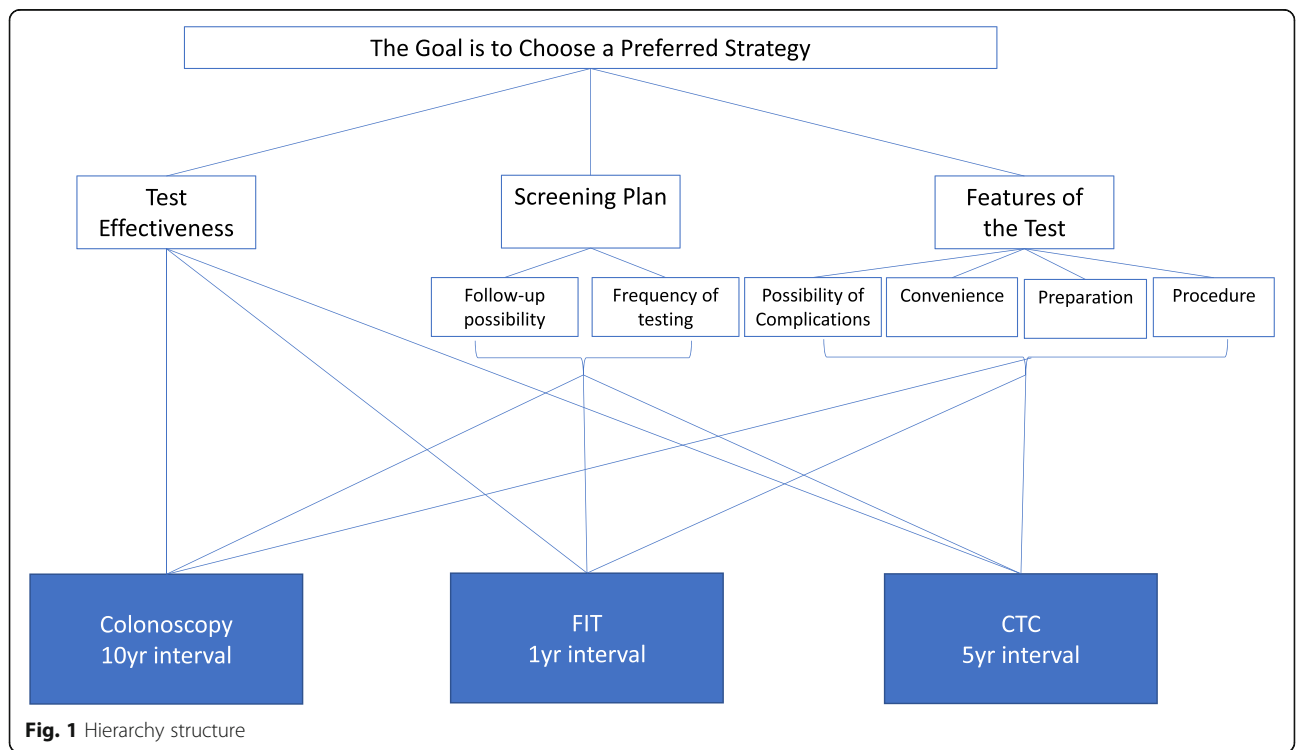 The Goal is to Choose a Preferred Strategy
Test
Effectiveness
Screening Plan
Features of
the Test
Follow-up
possibility
Frequency of
testing
Possibility of
Complications
Convenience
Preparation
Procedure
Colonoscopy
10yr interval
FIT
1yr interval
CTC
5yr interval
Fig. 1 Hierarchy structure